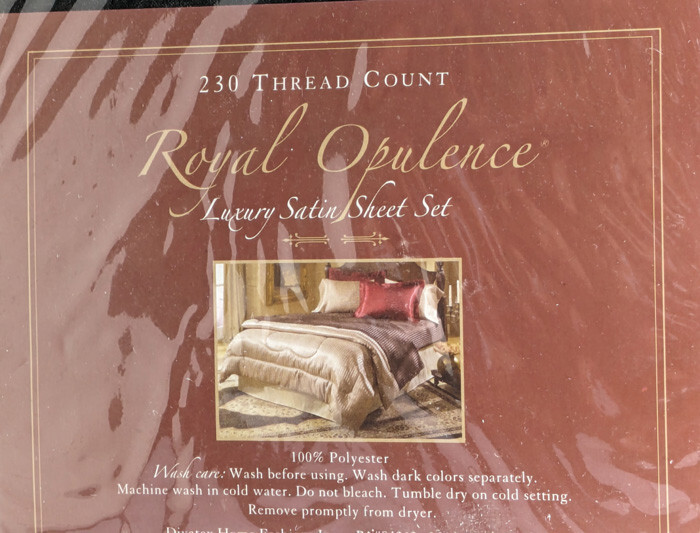 230 Thread Count
Royal Opulence
Luxury Satin Sheet Set
100% Polyester
Wash care: Wash before using. Wash dark colors separately.
Machine wash in cold water. Do not bleach. Tumble dry on cold setting.
Remove promptly from dryer.
Home